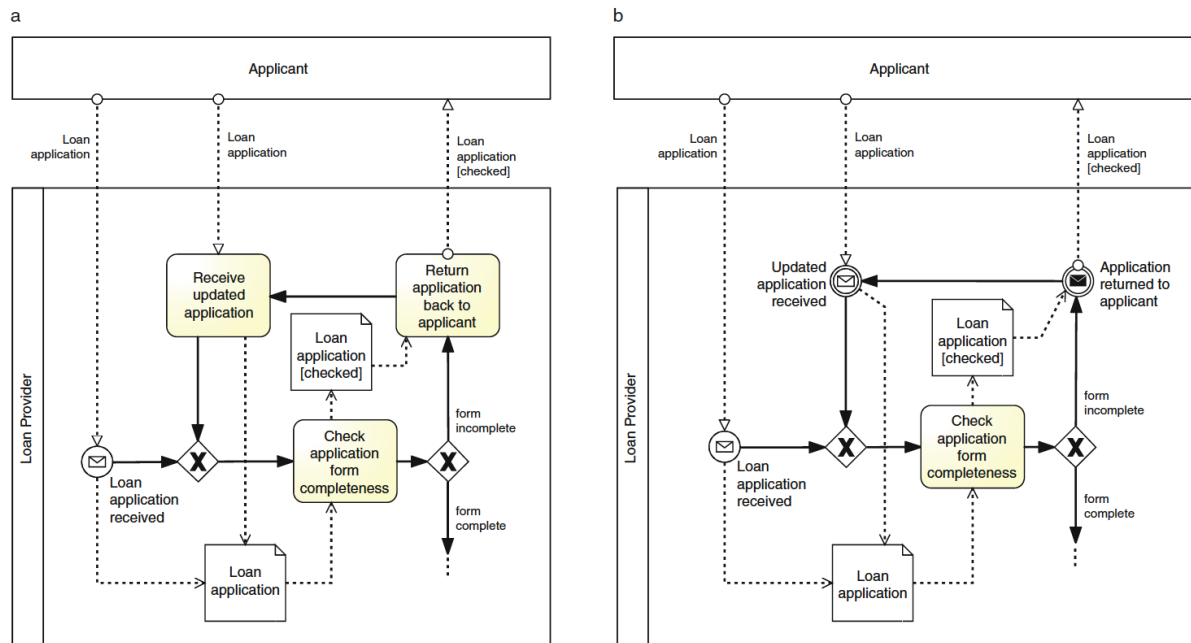 a
Applicant
Loan
application
Loan
application
Loan
application
[checked]
Loan Provider
Receive
updated
application
Return
application
back to
applicant
Loan
application
[checked]
form
incomplete
Check
application
form
completeness
Loan
application
received
form
complete
Loan
application
b
Applicant
Loan
application
Loan
application
Loan
application
[checked]
Loan Provider
Updated
application
received
Application
returned to
applicant
Loan
application
[checked]
form
incomplete
Check
application
form
completeness
Loan
application
received
form
complete
Loan
application